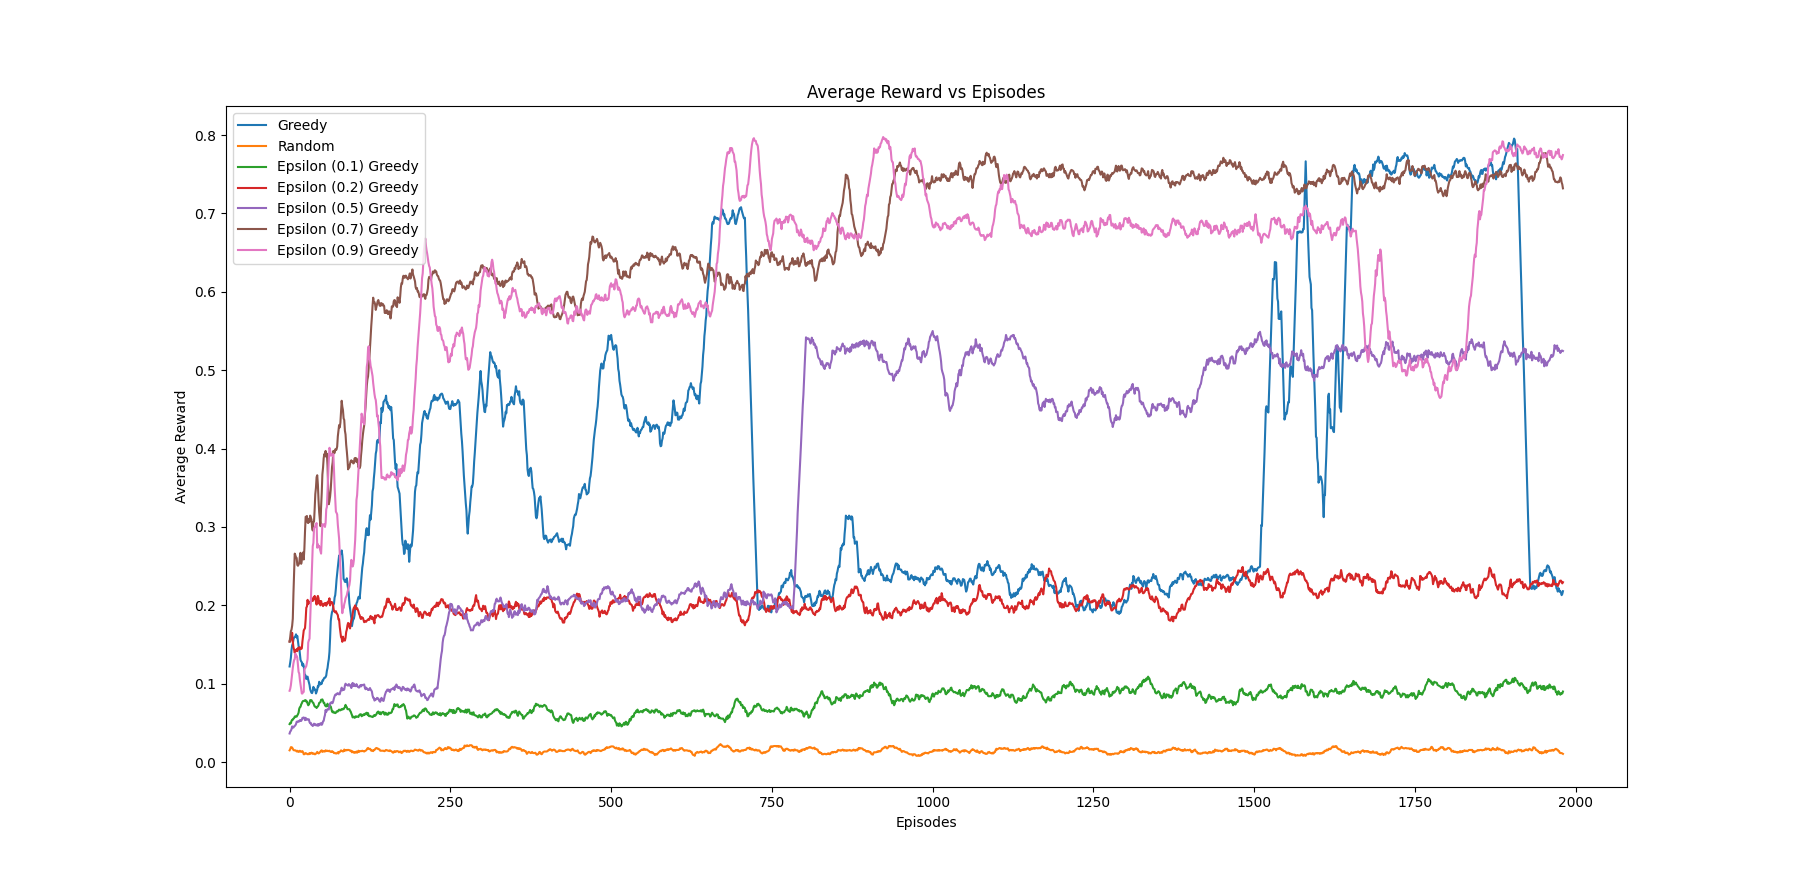 Average Reward vs Episodes
Greedy
Random
Epsilon (0.1) Greedy
Epsilon (0.2) Greedy
Epsilon (0.5) Greedy
Epsilon (0.7) Greedy
Epsilon (0.9) Greedy
Average Reward
0.8
0.7
0.6
0.5
0.4
0.3
0.2
0.1
0.0
0 250 500 750 1000 1250 1500 1750 2000
Episodes